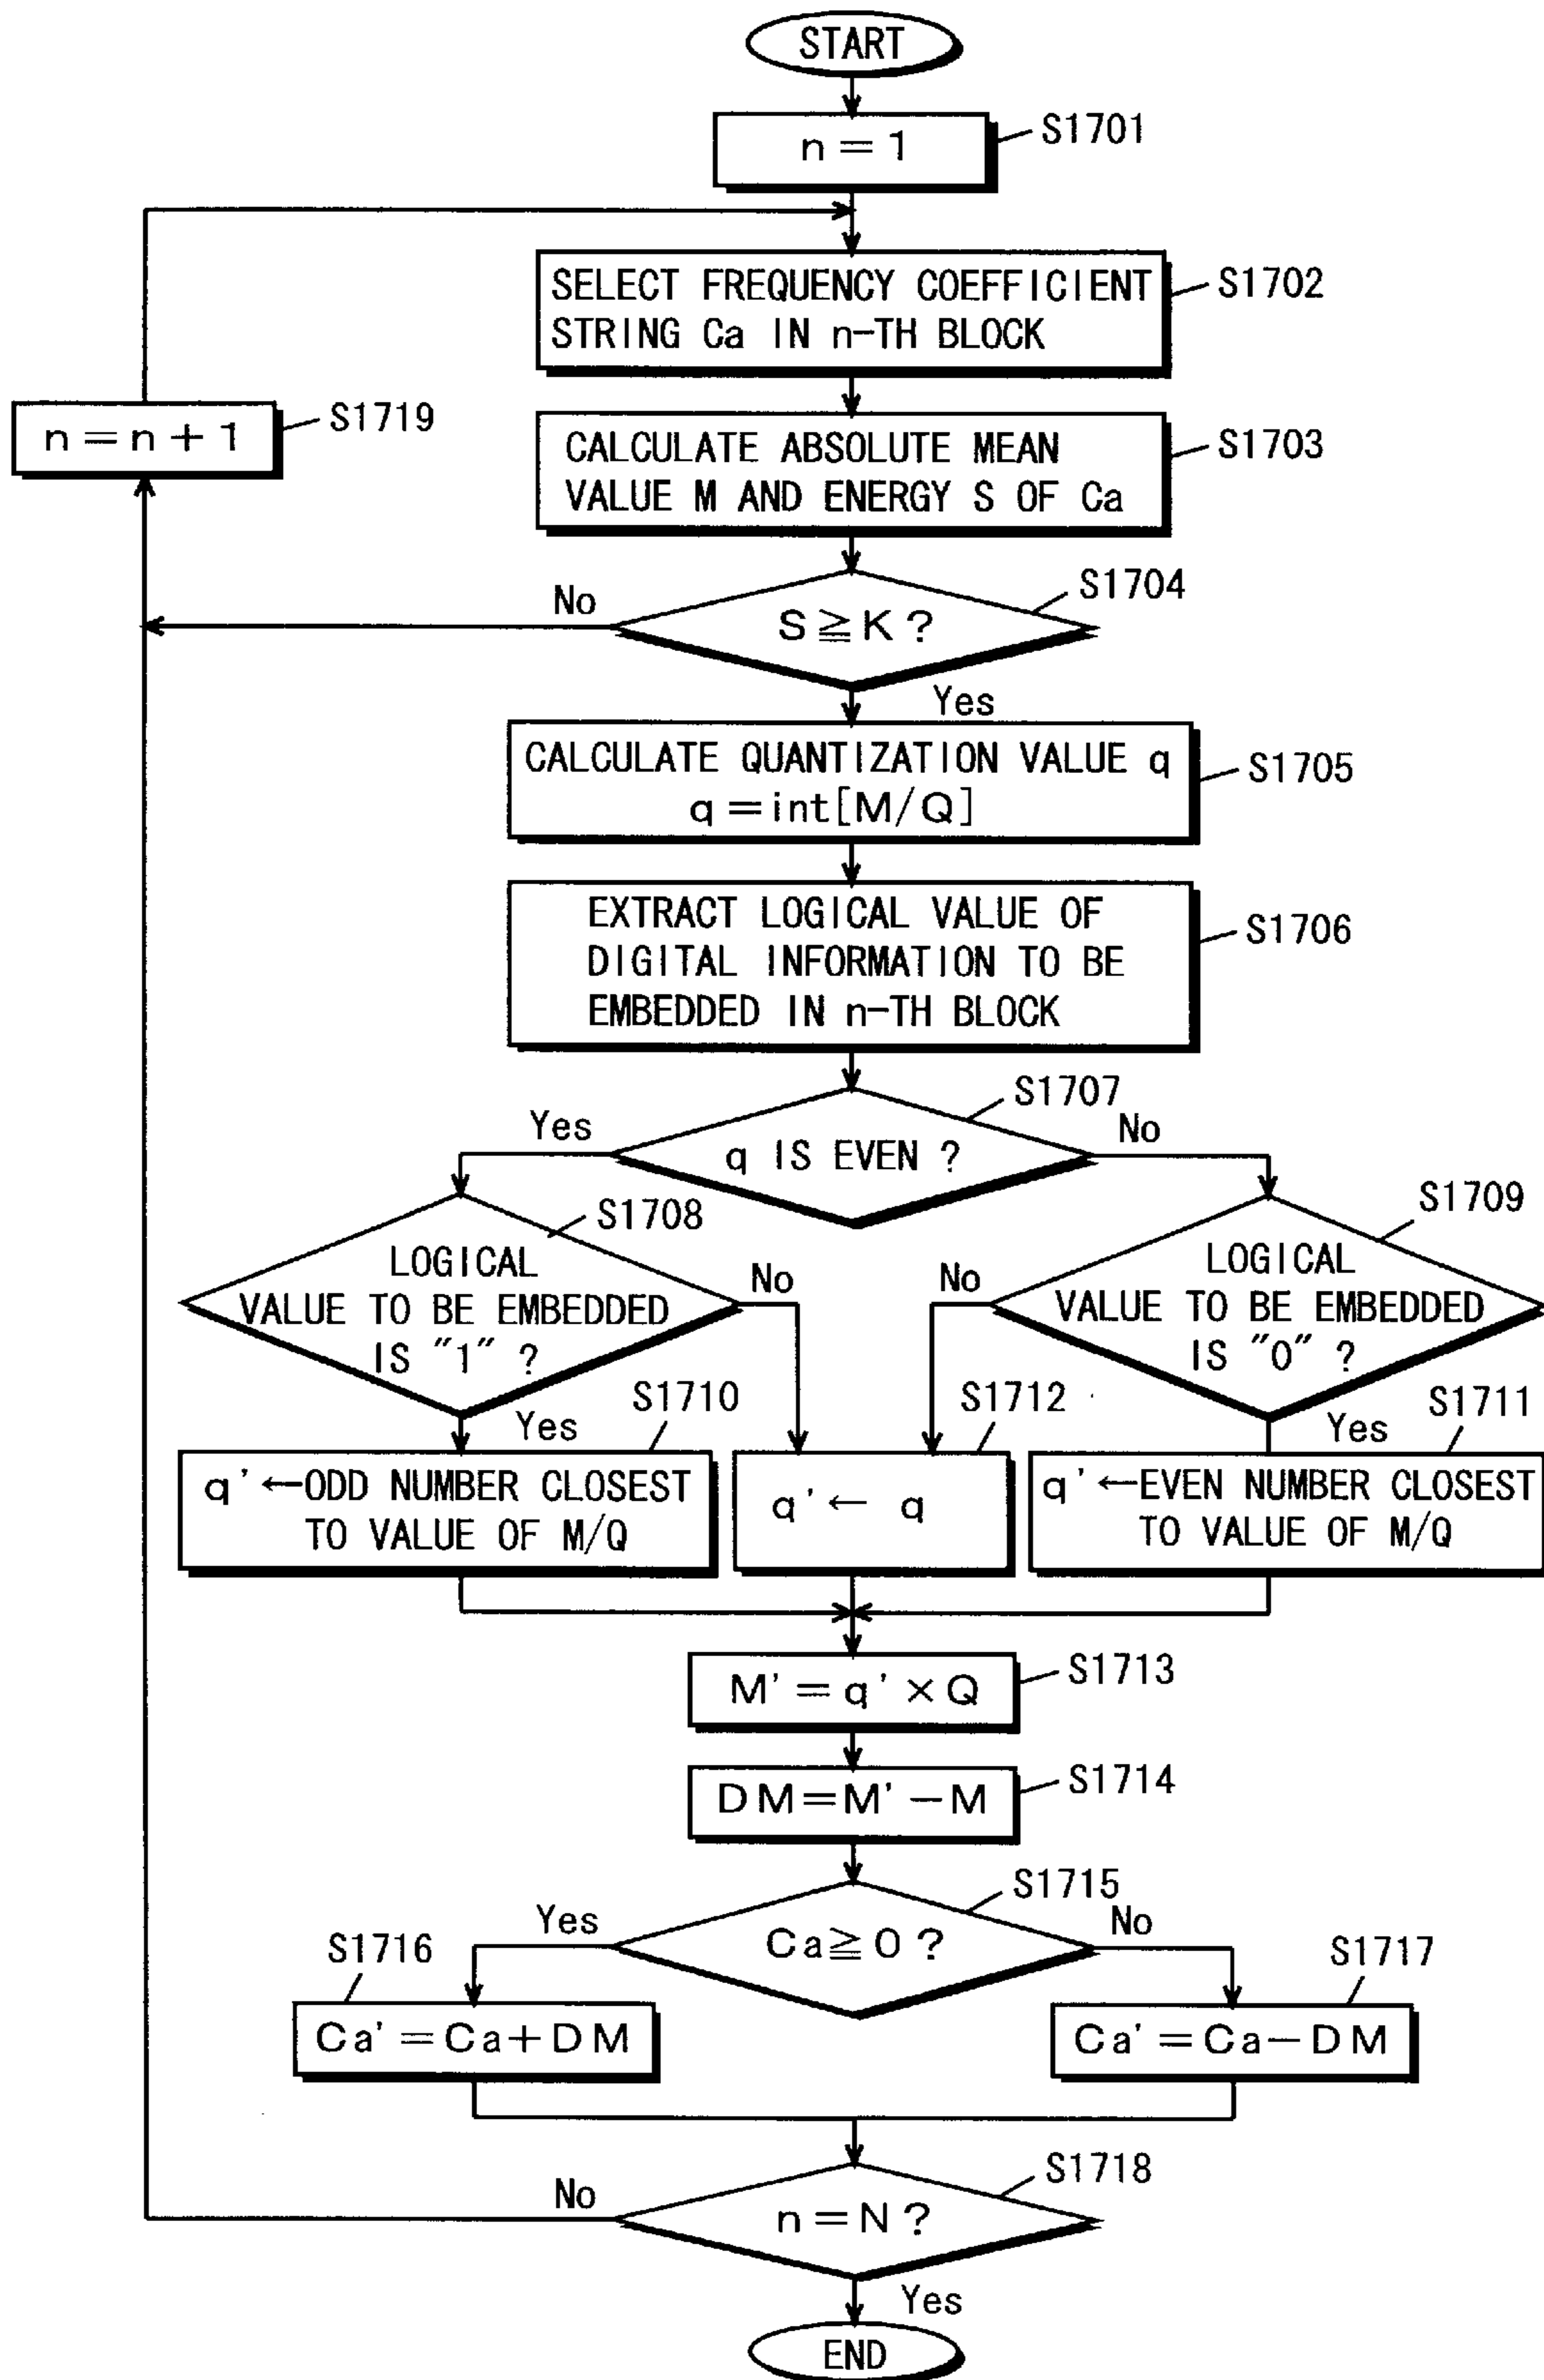 START
n=1
S1701
SELECT FREQUENCY COEFFICIENT
STRING Ca IN n-TH BLOCK
S1702
n=n+1
S1719
CALCULATE ABSOLUTE MEAN
VALUE M AND ENERGY S OF Ca
S1703
S≧K?
S1704
No
Yes
CALCULATE QUANTIZATION VALUE q
q=int[M/Q]
S1705
EXTRACT LOGICAL VALUE OF
DIGITAL INFORMATION TO BE
EMBEDDED IN n-TH BLOCK
S1706
q IS EVEN ?
S1707
Yes
No
LOGICAL
VALUE TO BE EMBEDDED
IS "1" ?
S1708
No
Yes
LOGICAL
VALUE TO BE EMBEDDED
IS "0" ?
S1709
No
Yes
S1710
q'←ODD NUMBER CLOSEST
TO VALUE OF M/Q
S1712
q'← q
S1711
q'←EVEN NUMBER CLOSEST
TO VALUE OF M/Q
M'=q'×Q
S1713
DM=M'-M
S1714
Ca≧0?
S1715
Yes
No
S1716
Ca'=Ca+DM
S1717
Ca'=Ca-DM
n=N?
S1718
No
Yes
END